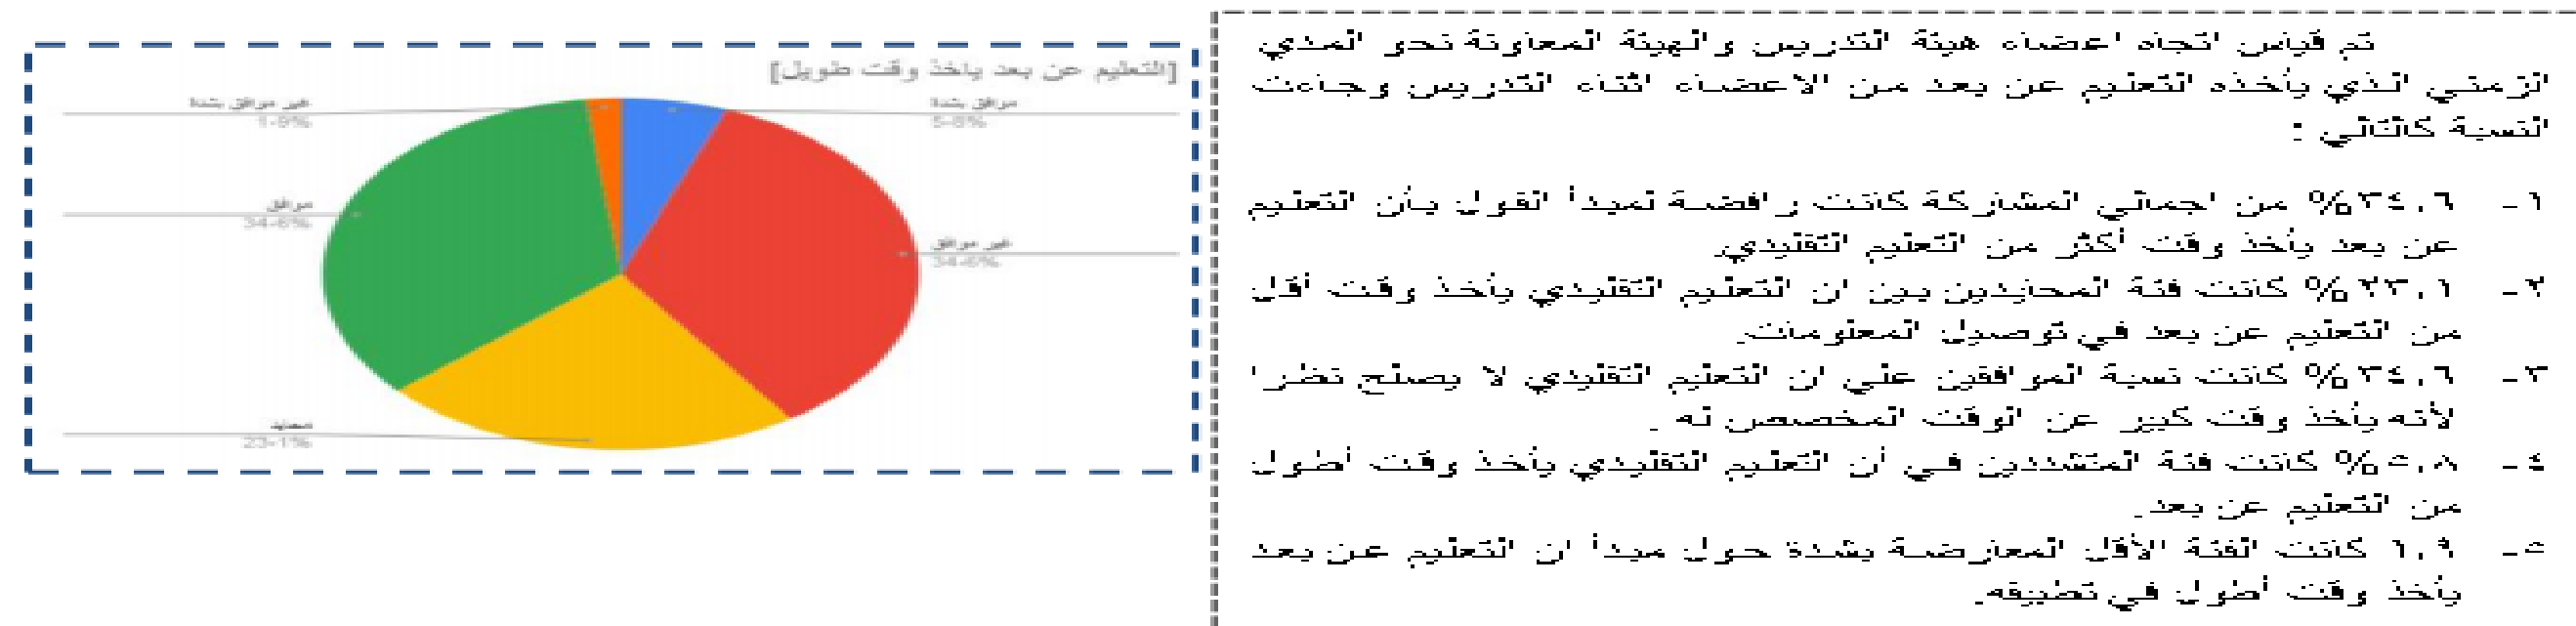 تم قياس اتجاه اعضاء هيئة التدريس والهيئة المعاونة نحو المدي
الزمني الذي يأخذه التعليم عن بعد من الاعضاء اثناء التدريس وجاءت
النسبة كالتالي :
١- ٣٤،٦% من اجمالي المشاركة كانت رافضة لمبدأ القول بأن التعليم
عن بعد يأخذ وقت أكثر من التعليم التقليدي.
٢- ٢٣،١% كانت فئة المحايدين بين ان التعليم التقليدي يأخذ وقت أقل
من التعليم عن بعد في توصيل المعلومات.
٣- ٣٤،٦% كانت نسبة الموافقين علي ان التعليم التقليدي لا يصلح نظرا
لأنه يأخذ وقت كبير عن الوقت المخصص له .
٤- ٥،٨% كانت فئة المتشددين في أن التعليم التقليدي يأخذ وقت أطول
من التعليم عن بعد.
٥- ١،٩ كانت الفئة الأقل المعارضة بشدة حول مبدأ ان التعليم عن بعد
يأخذ وقت أطول في تطبيقه.
[التعليم عن بعد ياخذ وقت طويل]
موافق بشدة
5-8%
غير موافق
34-6%
محايد
23-1%
موافق
34-6%
غير موافق بشدة
1-9%